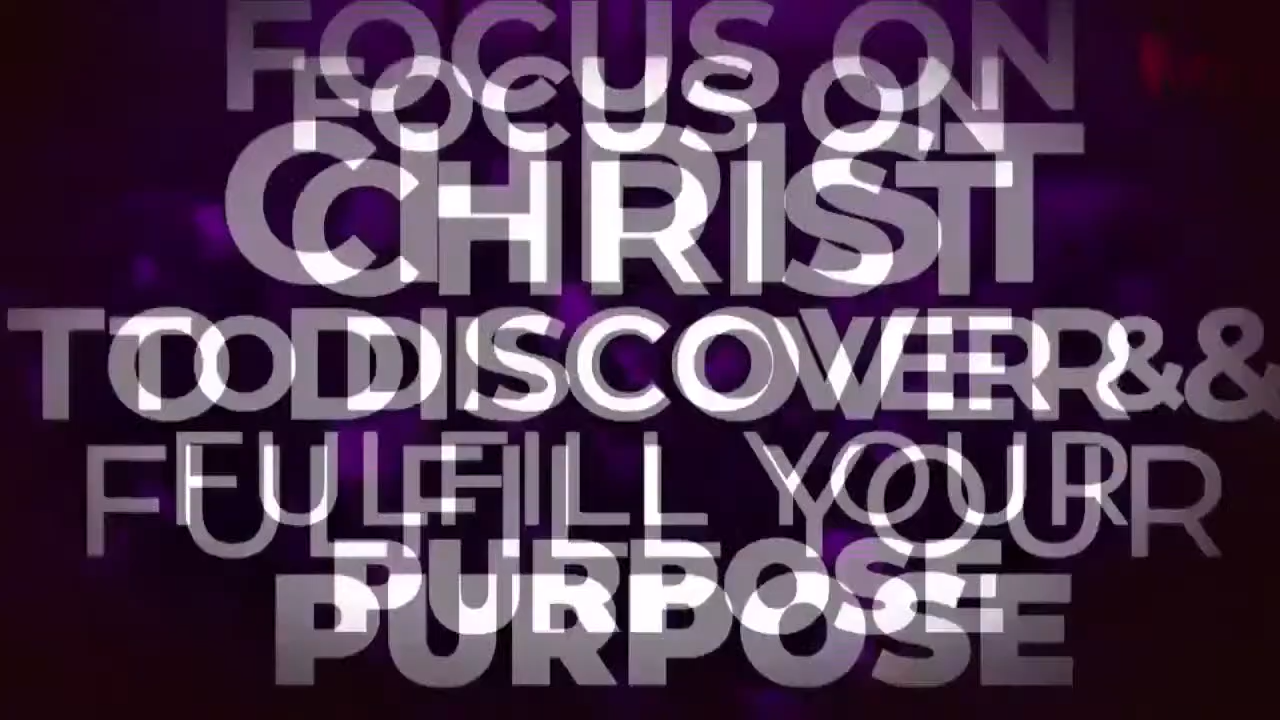 FOCUS ON
CHRIST
TO DISCOVER &
FULFILL YOUR
PURPOSE